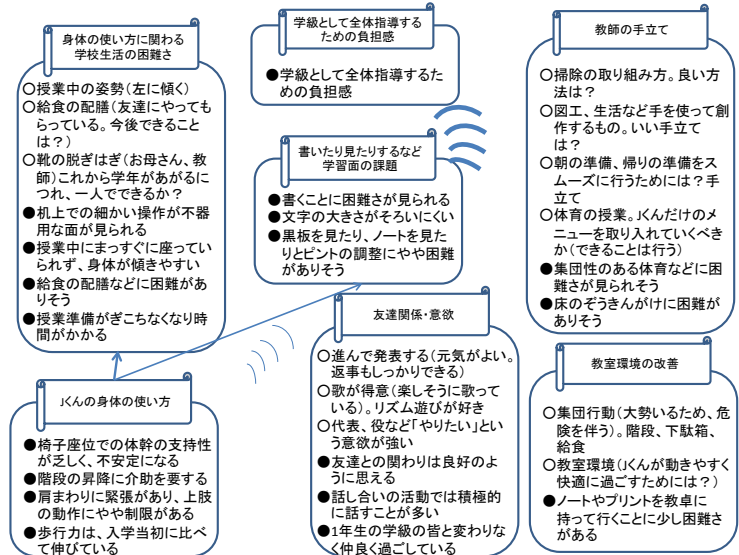 身体の使い方に関わる
学校生活の困難さ
○授業中の姿勢（左に傾く）
○給食の配膳（友達にやっても
らっている。今後できること
は？）
○靴の脱ぎはぎ（お母さん、教
師）これから学年があがるに
つれ、一人でできるか？
●机上での細かい操作が不器
用な面が見られる
●授業中にまっすぐに座ってい
られず、身体が傾きやすい
●給食の配膳などに困難があ
りそう
●授業準備がぎこちなくなり時
間がかかる
Jくんの身体の使い方
●椅子座位での体幹の支持性
が乏しく、不安定になる
●階段の昇降に介助を要する
●肩まわりに緊張があり、上肢
の動作にやや制限がある
●歩行力は、入学当初に比べ
て伸びている
学級として全体指導する
ための負担感
●学級として全体指導するた
めの負担感
書いたり見たりするなど
学習面の課題
●書くことに困難さが見られる
●文字の大きさがそろいにくい
●黒板を見たり、ノートを見た
りとピントの調整にやや困難
がありそう
友達関係・意欲
○進んで発表する（元気がよい。
返事もしっかりできる）
○歌が得意（楽しそうに歌って
いる）。リズム遊びが好き
○代表、役など「やりたい」とい
う意欲が強い
●友達との関わりは良好のよ
うに思える
●話し合いの活動では積極的
に話すことが多い
●1年生の学級の皆と変わりな
く仲良く過ごしている
教師の手立て
○掃除の取り組み方。良い方
法は？
○図工、生活など手を使って創
作するもの。いい手立て
は？
○朝の準備、帰りの準備をス
ムーズに行うためには？手
立て
○体育の授業。Jくんだけのメ
ニューを取り入れていくべき
か（できることは行う）
●集団性のある体育などに困
難さが見られそう
●床のぞうきんがけに困難が
ありそう
教室環境の改善
○集団行動（大勢いるため、危
険を伴う）。階段、下駄箱、
給食
○教室環境（Jくんが動きやすく
快適に過ごすためには？）
●ノートやプリントを教卓に
持って行くことに少し困難さ
がある